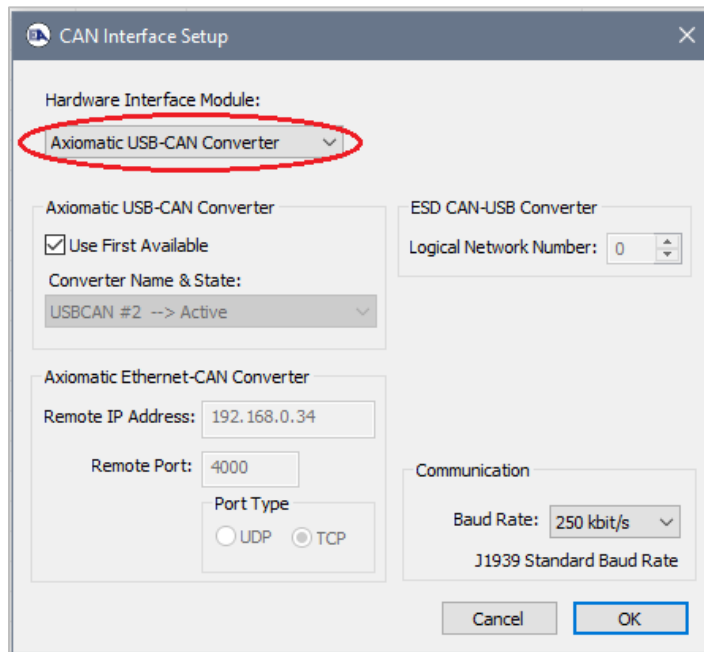 CAN Interface Setup
Hardware Interface Module:
Axiomatic USB-CAN Converter
Axiomatic USB-CAN Converter
Use First Available
Converter Name & State:
USBCAN #2 --> Active
ESD CAN-USB Converter
Logical Network Number: 0
Axiomatic Ethernet-CAN Converter
Remote IP Address: 192.168.0.34
Remote Port: 4000
Port Type
UDP TCP
Communication
Baud Rate: 250 kbit/s
J1939 Standard Baud Rate
Cancel OK